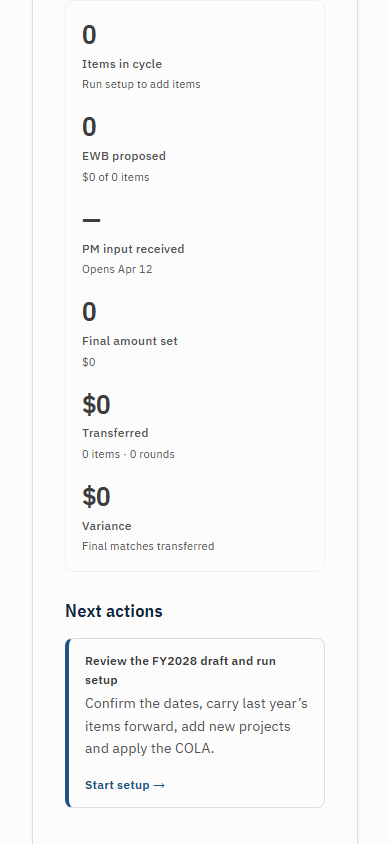 0
Items in cycle
Run setup to add items
0
EWB proposed
$0 of 0 items
—
PM input received
Opens Apr 12
0
Final amount set
$0
$0
Transferred
0 items · 0 rounds
$0
Variance
Final matches transferred
Next actions
Review the FY2028 draft and run
setup
Confirm the dates, carry last year’s
items forward, add new projects
and apply the COLA.
Start setup →